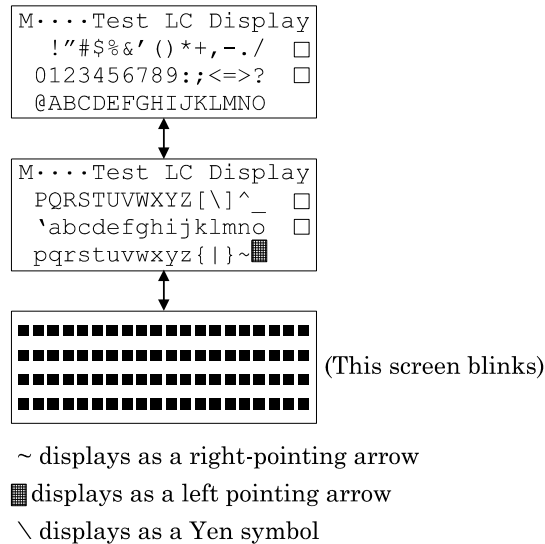 M····Test LC Display
!"#$%&'()*+,-./ □
0123456789:;<=>? □
@ABCDEFGHIJKLMNO
M····Test LC Display
PQRSTUVWXYZ[\]^_ □
‛abcdefghijklmno □
pqrstuvwxyz{|}~▓
■■■■■■■■■■■■■■■■■■■■
■■■■■■■■■■■■■■■■■■■■
■■■■■■■■■■■■■■■■■■■■
■■■■■■■■■■■■■■■■■■■■
(This screen blinks)
~ displays as a right-pointing arrow
▓ displays as a left pointing arrow
\ displays as a Yen symbol